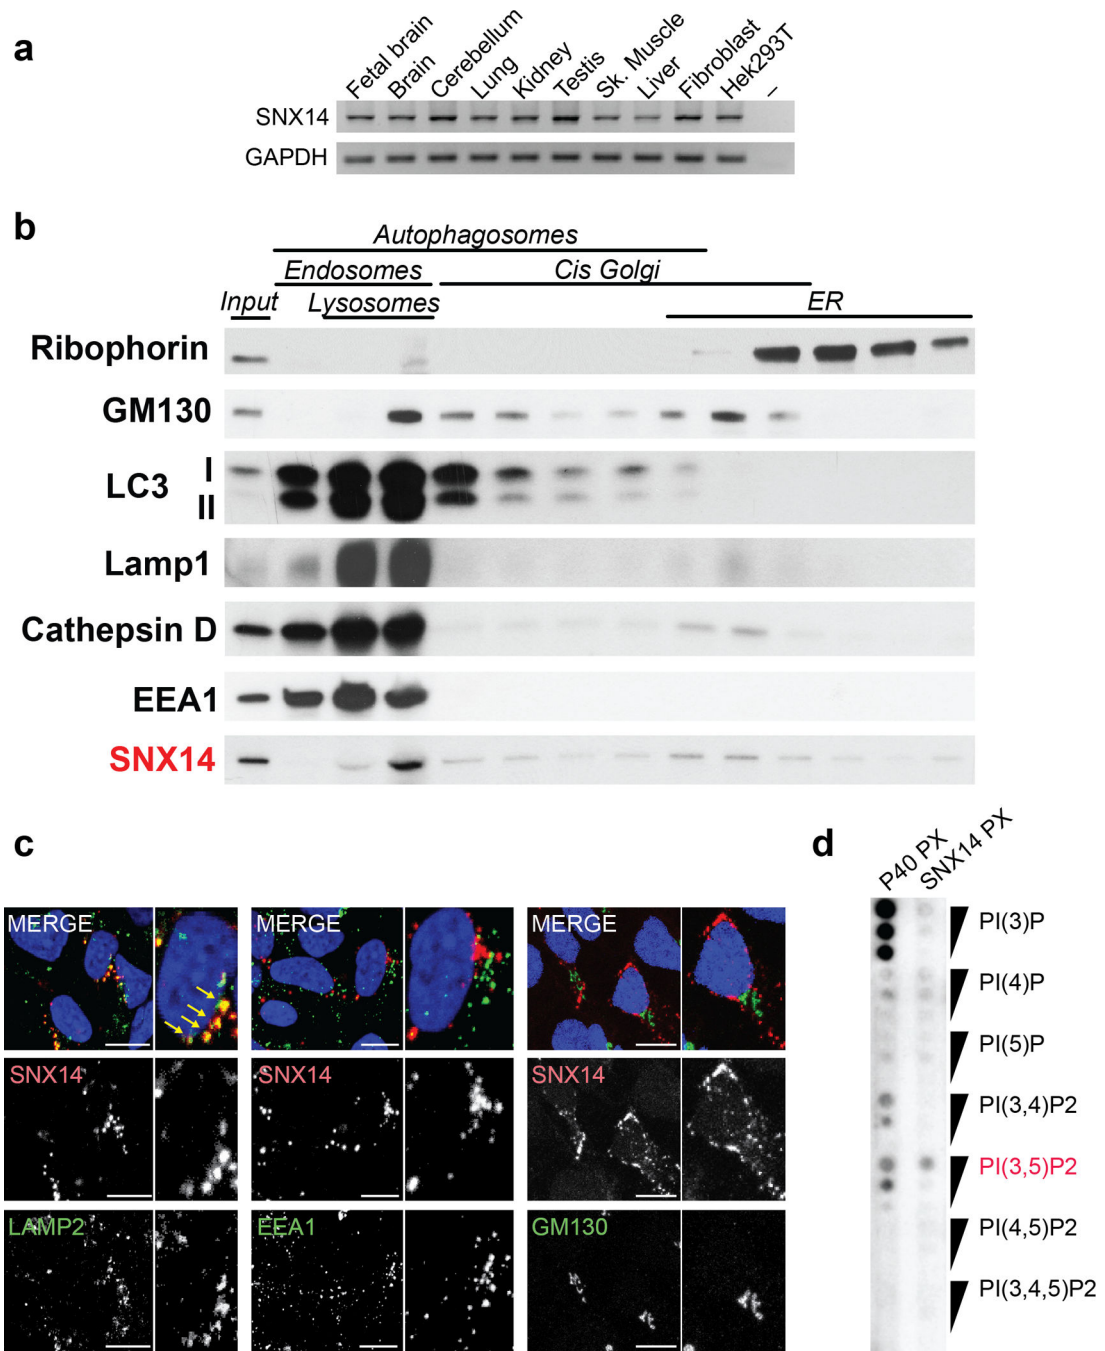 a
Fetal brain
Brain
Cerebellum
Lung
Kidney
Testis
Sk. Muscle
Liver
Fibroblast
Hek293T
–
SNX14
GAPDH
b
Autophagosomes
Endosomes
Cis Golgi
Input
Lysosomes
ER
Ribophorin
GM130
LC3
I
II
Lamp1
Cathepsin D
EEA1
SNX14
c
MERGE
MERGE
MERGE
SNX14
SNX14
SNX14
LAMP2
EEA1
GM130
d
P40 PX
SNX14 PX
PI(3)P
PI(4)P
PI(5)P
PI(3,4)P2
PI(3,5)P2
PI(4,5)P2
PI(3,4,5)P2